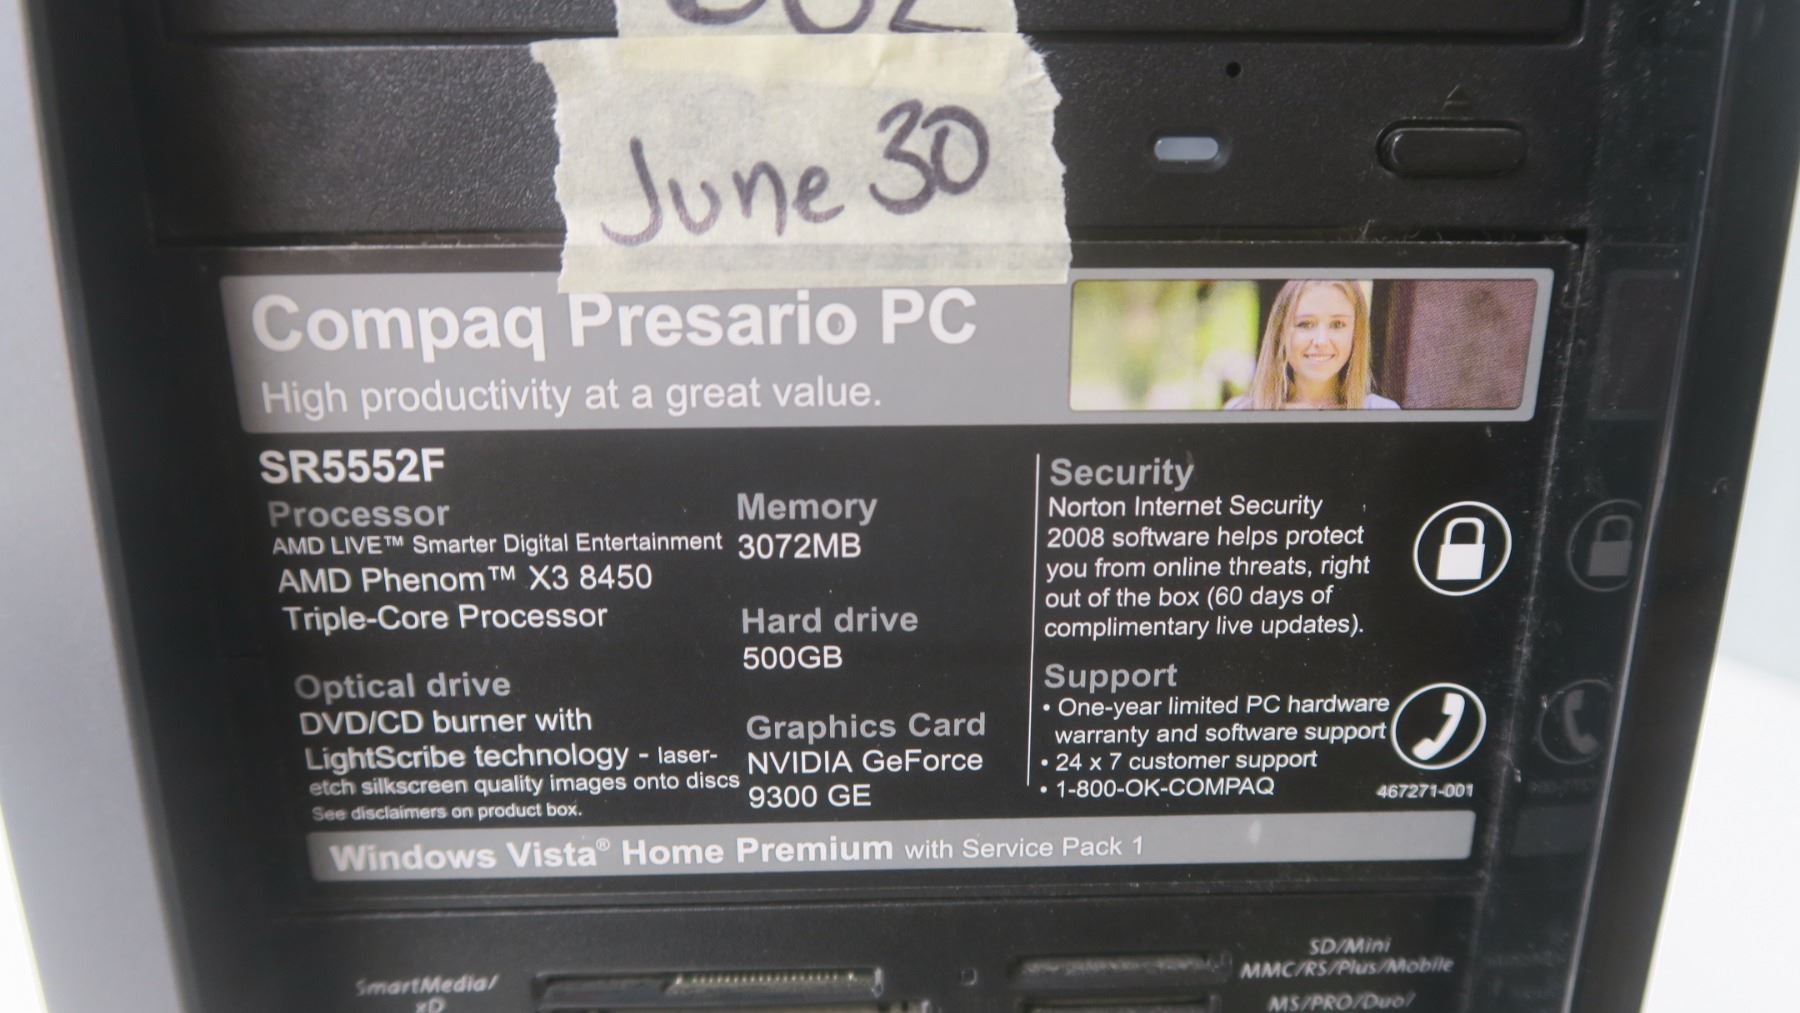 June 30
Compaq Presario PC
High productivity at a great value.
SR5552F
Processor
AMD LIVE™ Smarter Digital Entertainment
AMD Phenom™ X3 8450
Triple-Core Processor
Optical drive
DVD/CD burner with
LightScribe technology - laser-
etch silkscreen quality images onto discs
See disclaimers on product box.
Memory
3072MB
Hard drive
500GB
Graphics Card
NVIDIA GeForce
9300 GE
Security
Norton Internet Security
2008 software helps protect
you from online threats, right
out of the box (60 days of
complimentary live updates).
Support
• One-year limited PC hardware
warranty and software support
• 24 x 7 customer support
• 1-800-OK-COMPAQ
467271-001
Windows Vista® Home Premium with Service Pack 1
SmartMedia/
xD
SD/Mini
MMC/RS/Plus/Mobile
MS/PRO/Duo/